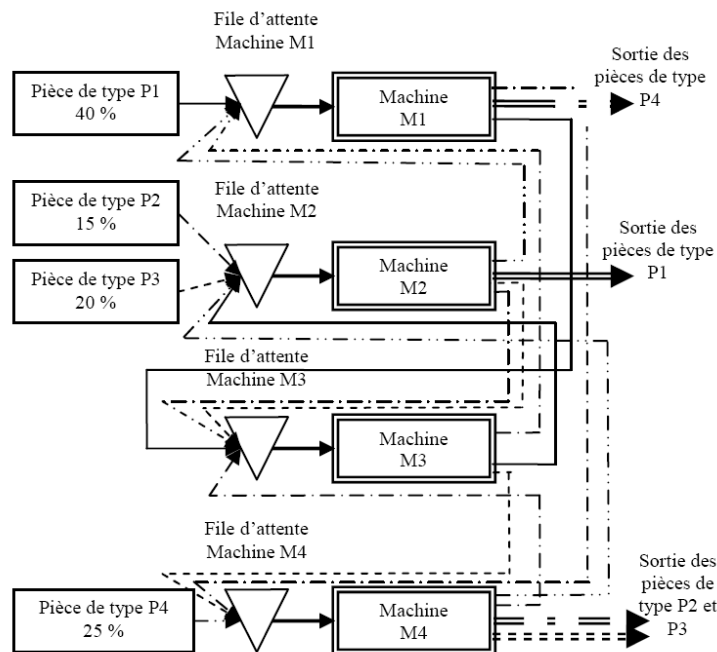 File d'attente
Machine M1
Pièce de type P1
40 %
Machine
M1
Sortie des
pièces de type
P4
Pièce de type P2
15 %
File d'attente
Machine M2
Pièce de type P3
20 %
Machine
M2
Sortie des
pièces de type
P1
File d'attente
Machine M3
Machine
M3
File d'attente
Machine M4
Pièce de type P4
25 %
Machine
M4
Sortie des
pièces de
type P2 et
P3